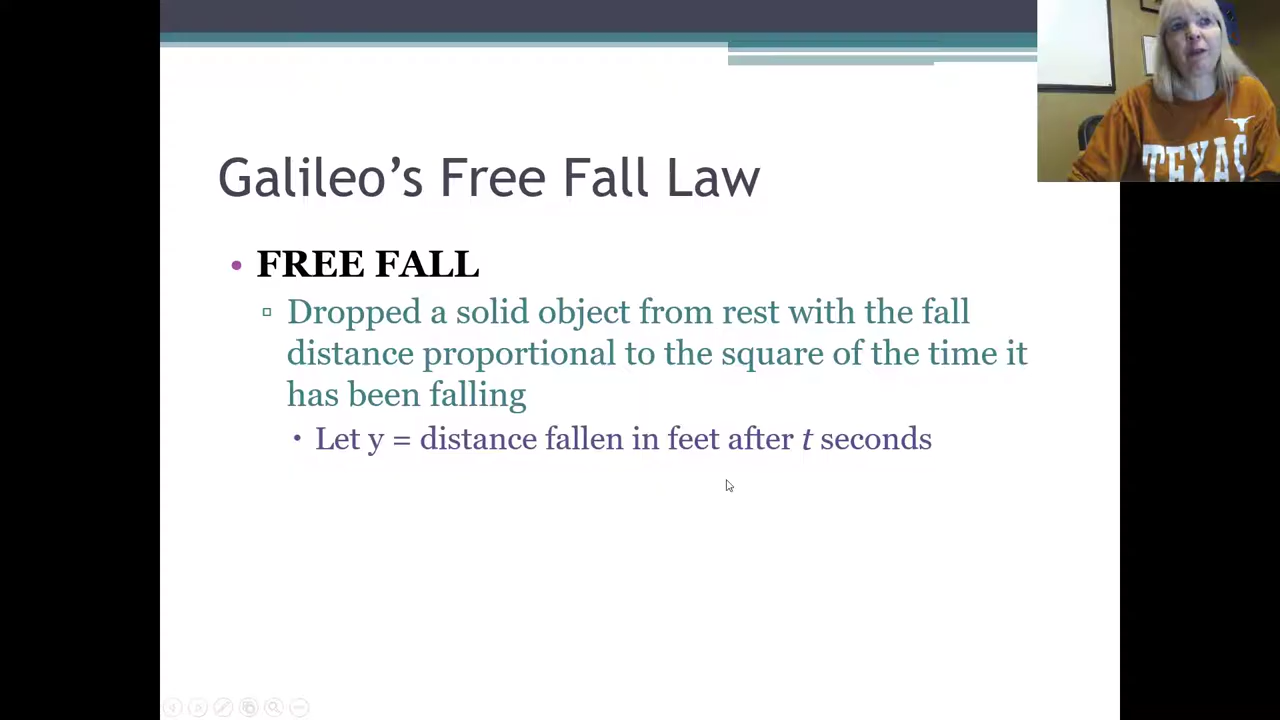 Galileo's Free Fall Law
• FREE FALL
▫ Dropped a solid object from rest with the fall
distance proportional to the square of the time it
has been falling
▪ Let y = distance fallen in feet after t seconds
TEXAS